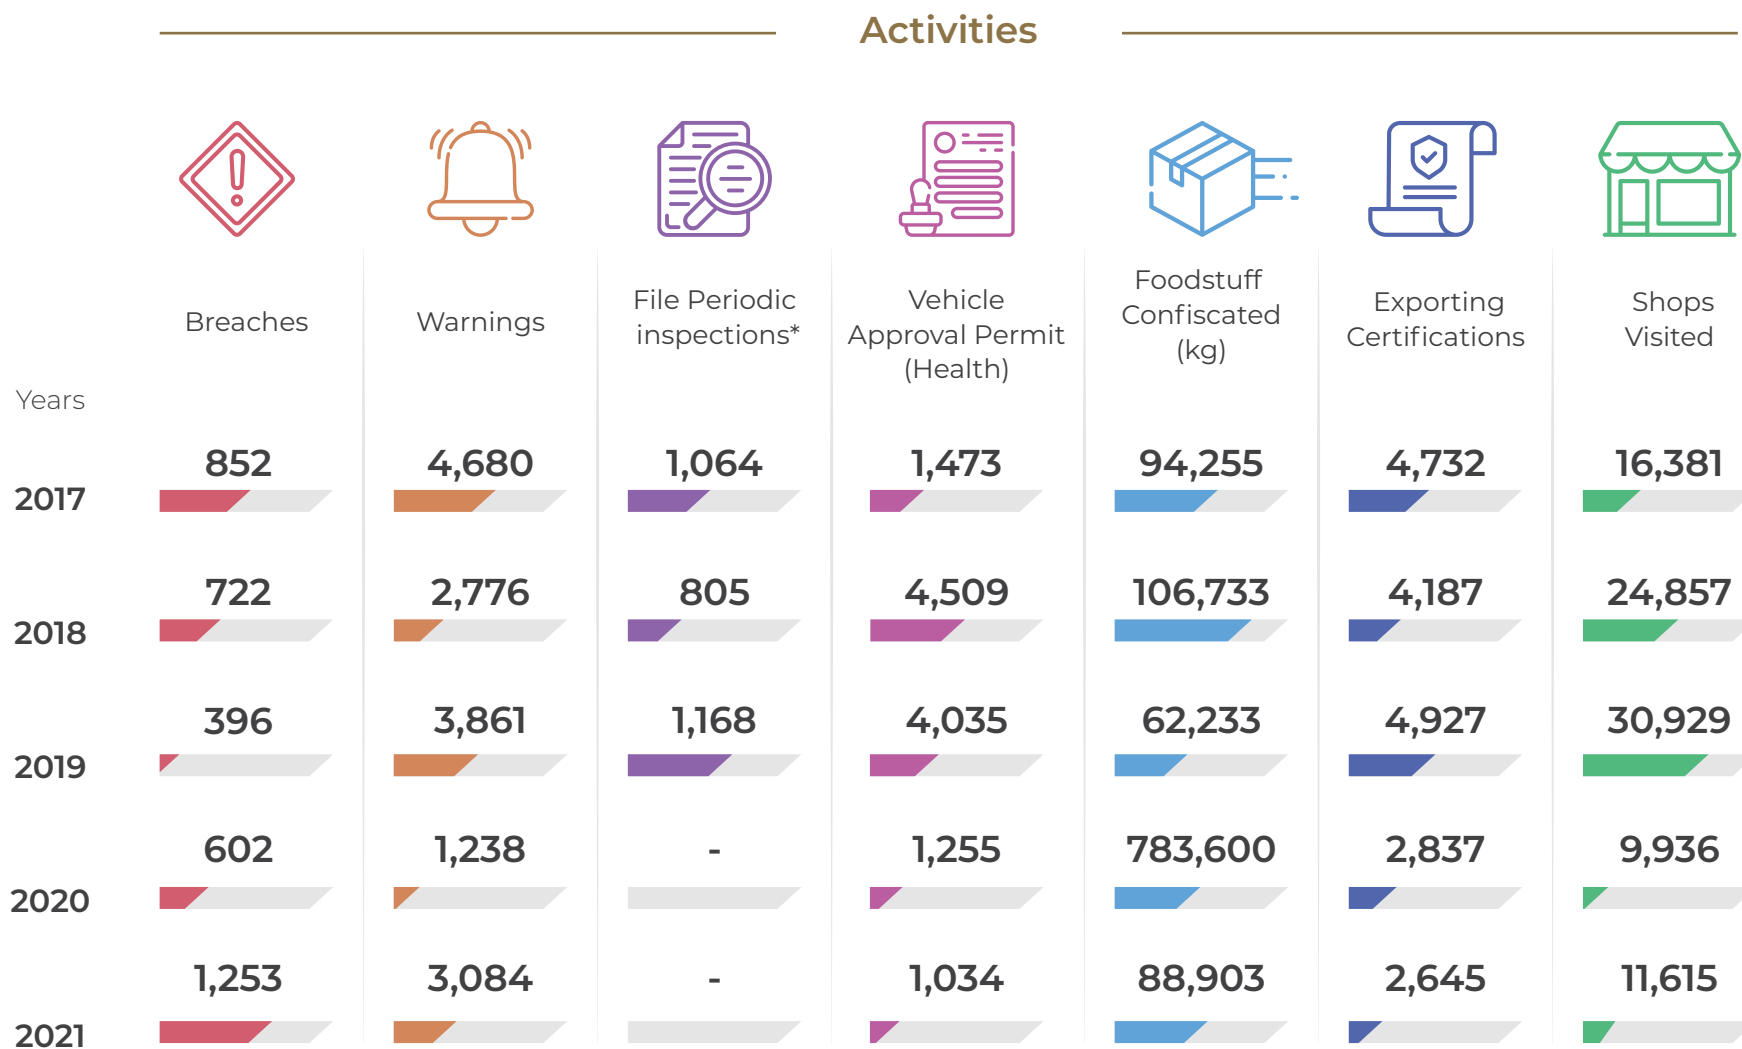 Activities
Breaches
Warnings
File Periodic
inspections*
Vehicle
Approval Permit
(Health)
Foodstuff
Confiscated
(kg)
Exporting
Certifications
Shops
Visited
Years
2017
852
4,680
1,064
1,473
94,255
4,732
16,381
2018
722
2,776
805
4,509
106,733
4,187
24,857
2019
396
3,861
1,168
4,035
62,233
4,927
30,929
2020
602
1,238
-
1,255
783,600
2,837
9,936
2021
1,253
3,084
-
1,034
88,903
2,645
11,615